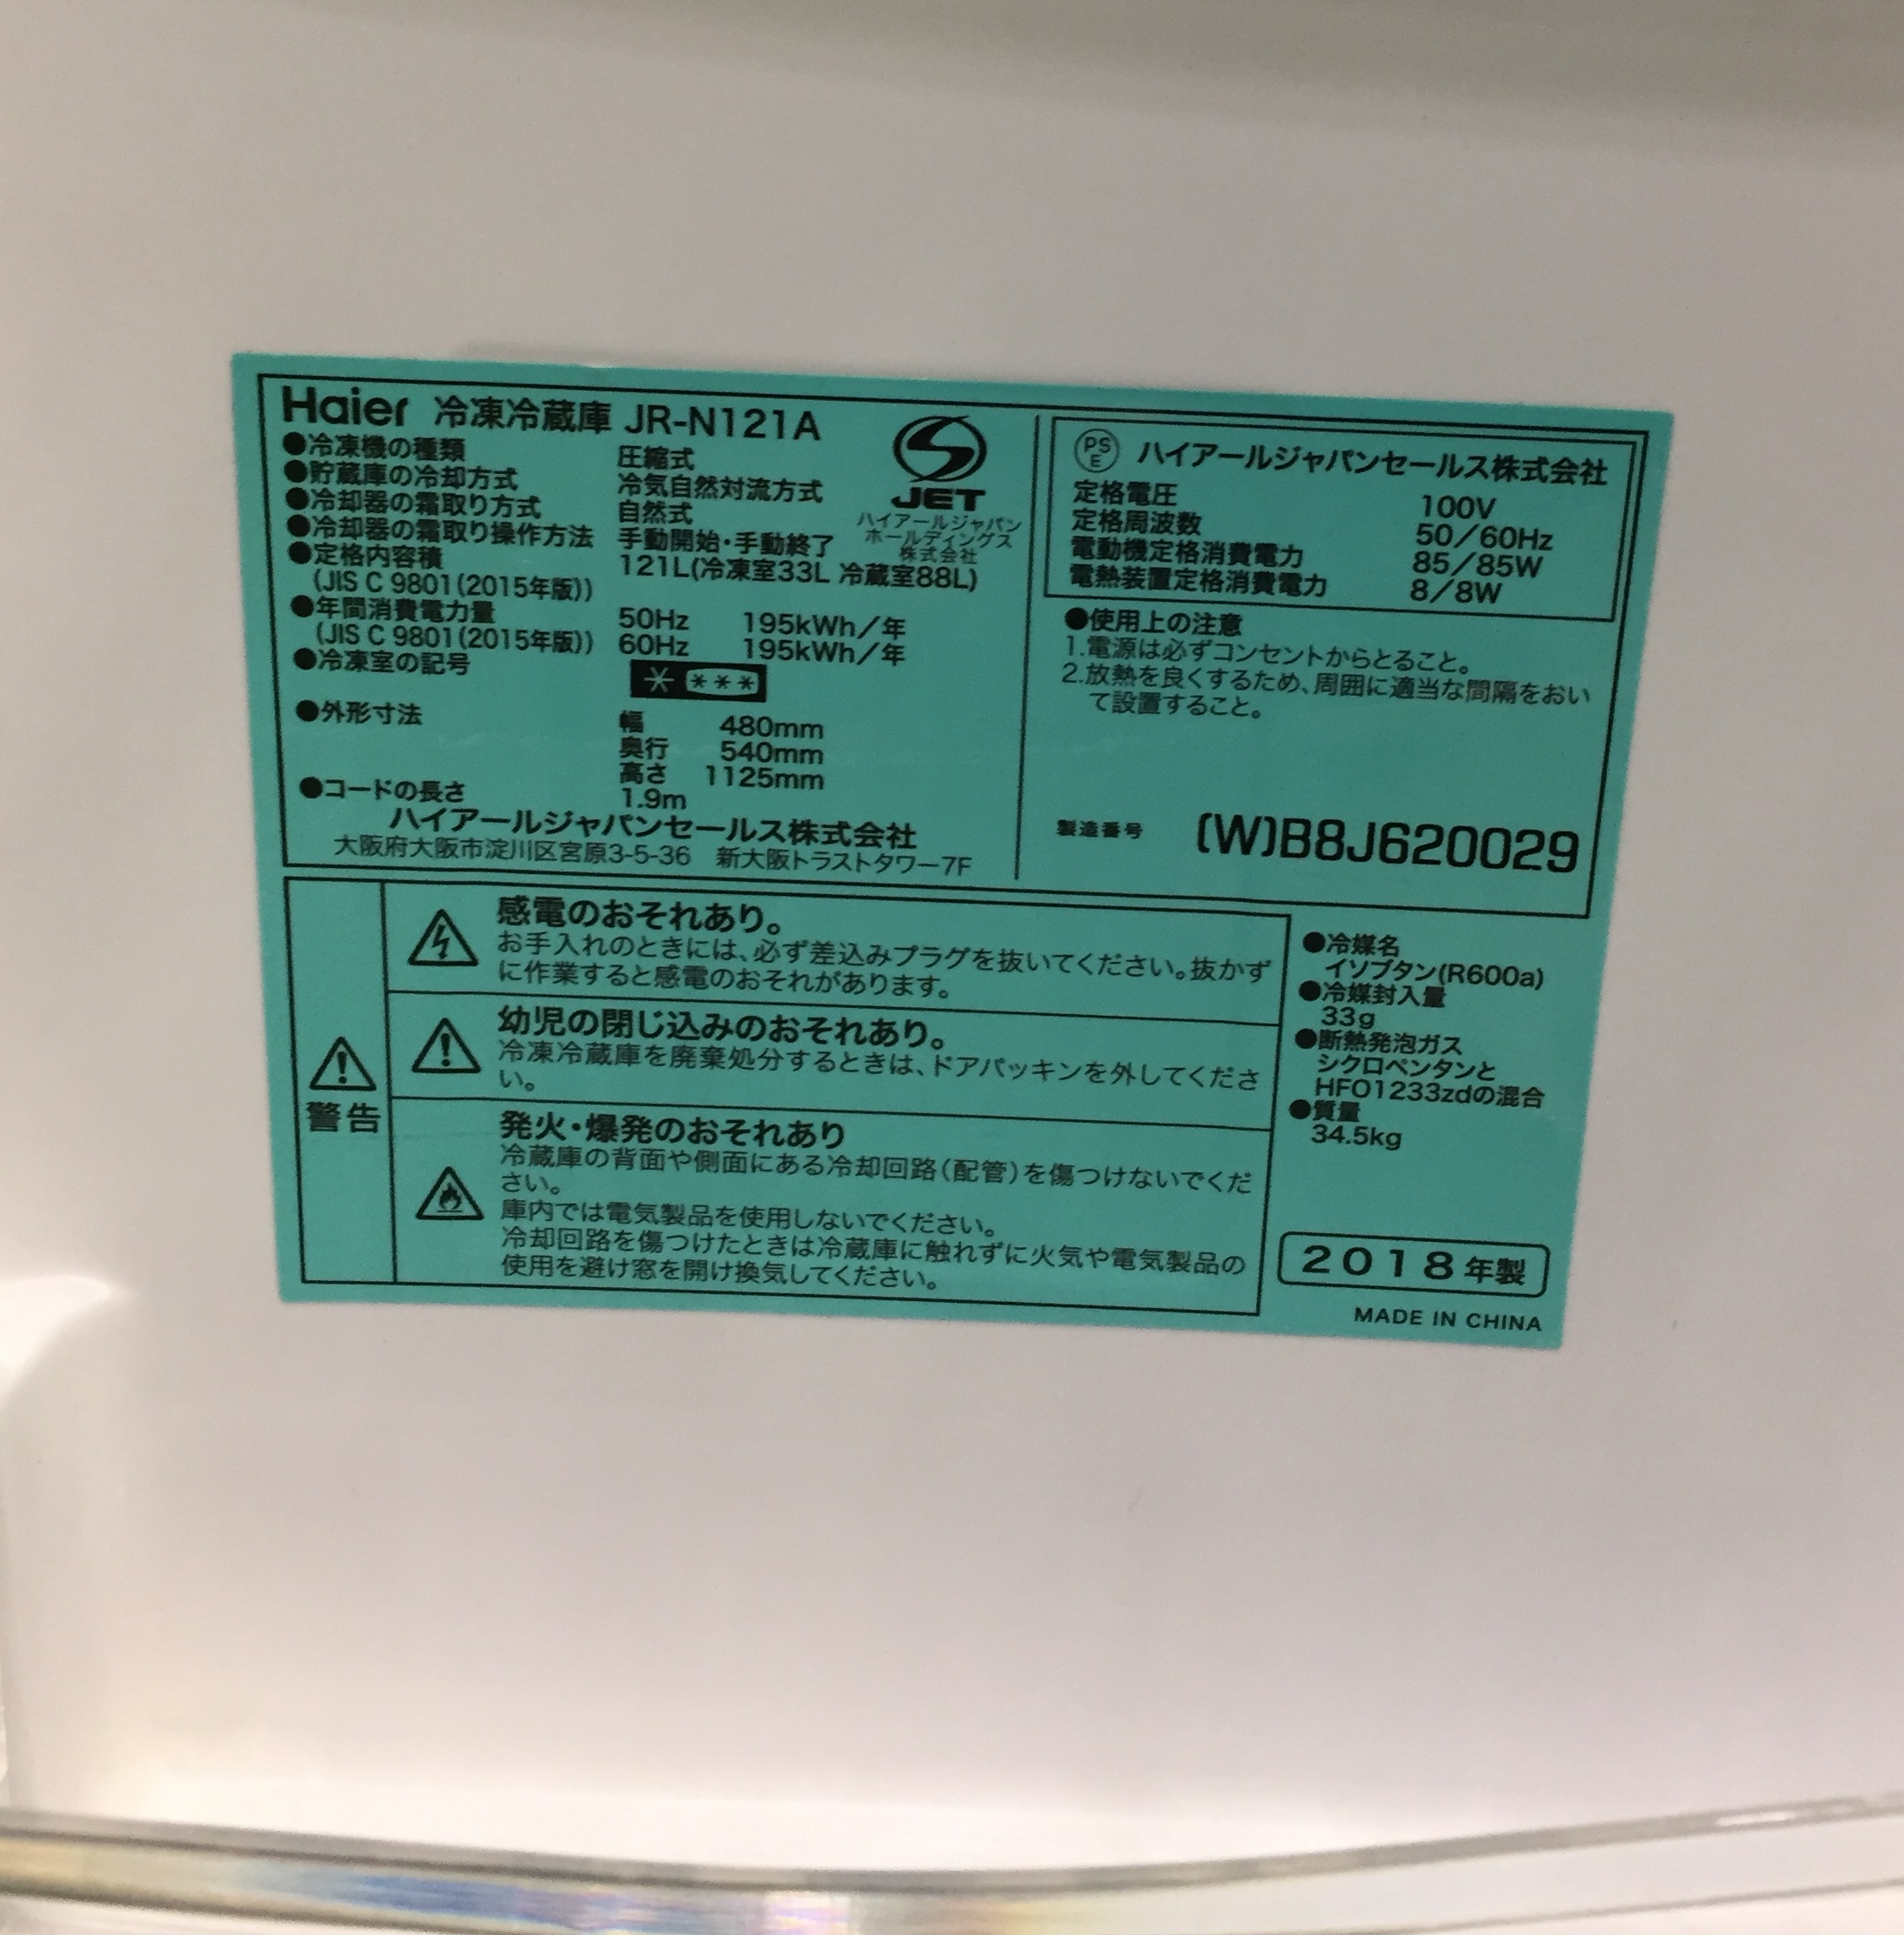 Haier 冷凍冷蔵庫 JR-N121A
●冷凍機の種類 圧縮式
●貯蔵庫の冷却方式 冷気自然対流方式
●冷却器の霜取り方式 自然式
●冷却器の霜取り操作方法 手動開始・手動終了
●定格内容積 121L(冷凍室33L 冷蔵室88L)
(JIS C 9801(2015年版))
●年間消費電力量 50Hz 195kWh/年
(JIS C 9801(2015年版)) 60Hz 195kWh/年
●冷凍室の記号 * ***
●外形寸法 幅 480mm
奥行 540mm
高さ 1125mm
●コードの長さ 1.9m
ハイアールジャパンセールス株式会社
大阪府大阪市淀川区宮原3-5-36 新大阪トラストタワー7F
JET
ハイアールジャパン
ホールディングス
株式会社
PS
E
ハイアールジャパンセールス株式会社
定格電圧 100V
定格周波数 50/60Hz
電動機定格消費電力 85/85W
電熱装置定格消費電力 8/8W
●使用上の注意
1.電源は必ずコンセントからとること。
2.放熱を良くするため、周囲に適当な間隔をおい
て設置すること。
製造番号 (W)B8J620029
警告
感電のおそれあり。
お手入れのときには、必ず差込みプラグを抜いてください。抜かず
に作業すると感電のおそれがあります。
幼児の閉じ込みのおそれあり。
冷凍冷蔵庫を廃棄処分するときは、ドアパッキンを外してくださ
い。
発火・爆発のおそれあり
冷蔵庫の背面や側面にある冷却回路(配管)を傷つけないでくだ
さい。
庫内では電気製品を使用しないでください。
冷却回路を傷つけたときは冷蔵庫に触れずに火気や電気製品の
使用を避け窓を開け換気してください。
●冷媒名
イソブタン(R600a)
●冷媒封入量
33g
●断熱発泡ガス
シクロペンタンと
HFO1233zdの混合
●質量
34.5kg
2018年製
MADE IN CHINA